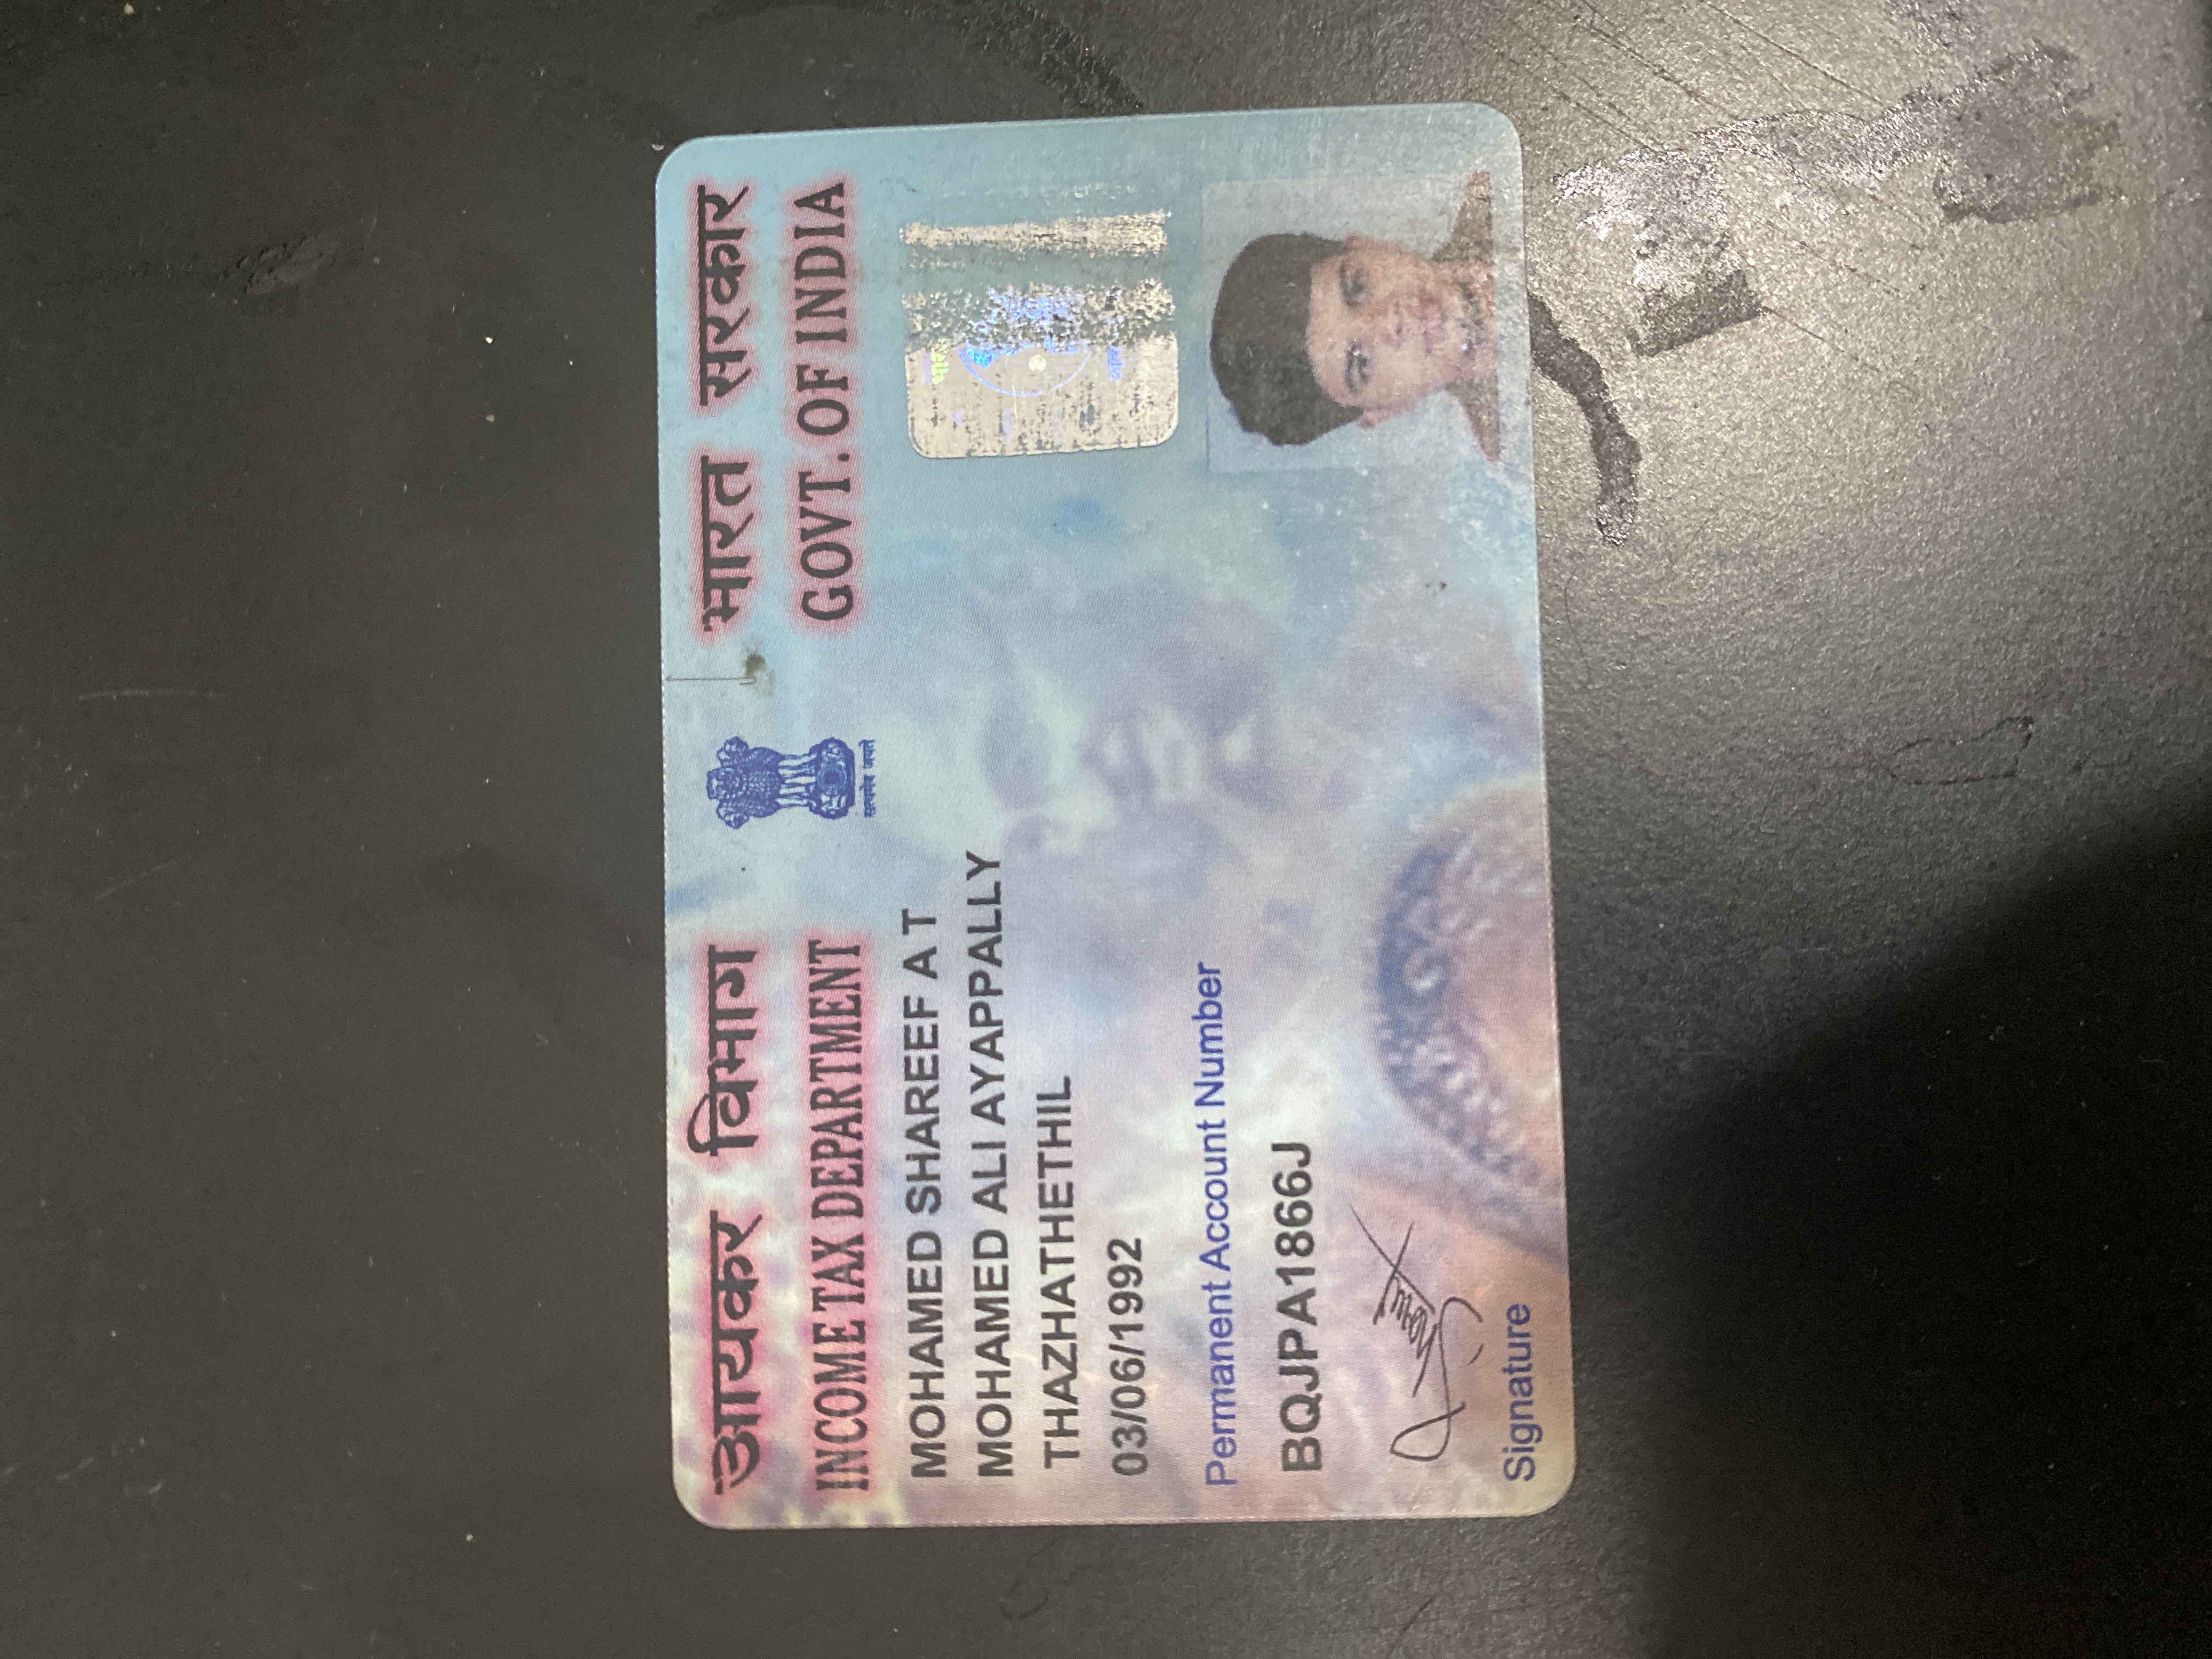 आयकर विभाग
भारत सरकार
INCOME TAX DEPARTMENT
GOVT. OF INDIA
सत्यमेव जयते
MOHAMED SHAREEF A T
MOHAMED ALI AYAPPALLY
THAZHATHETHIL
03/06/1992
Permanent Account Number
BQJPA1866J
Signature